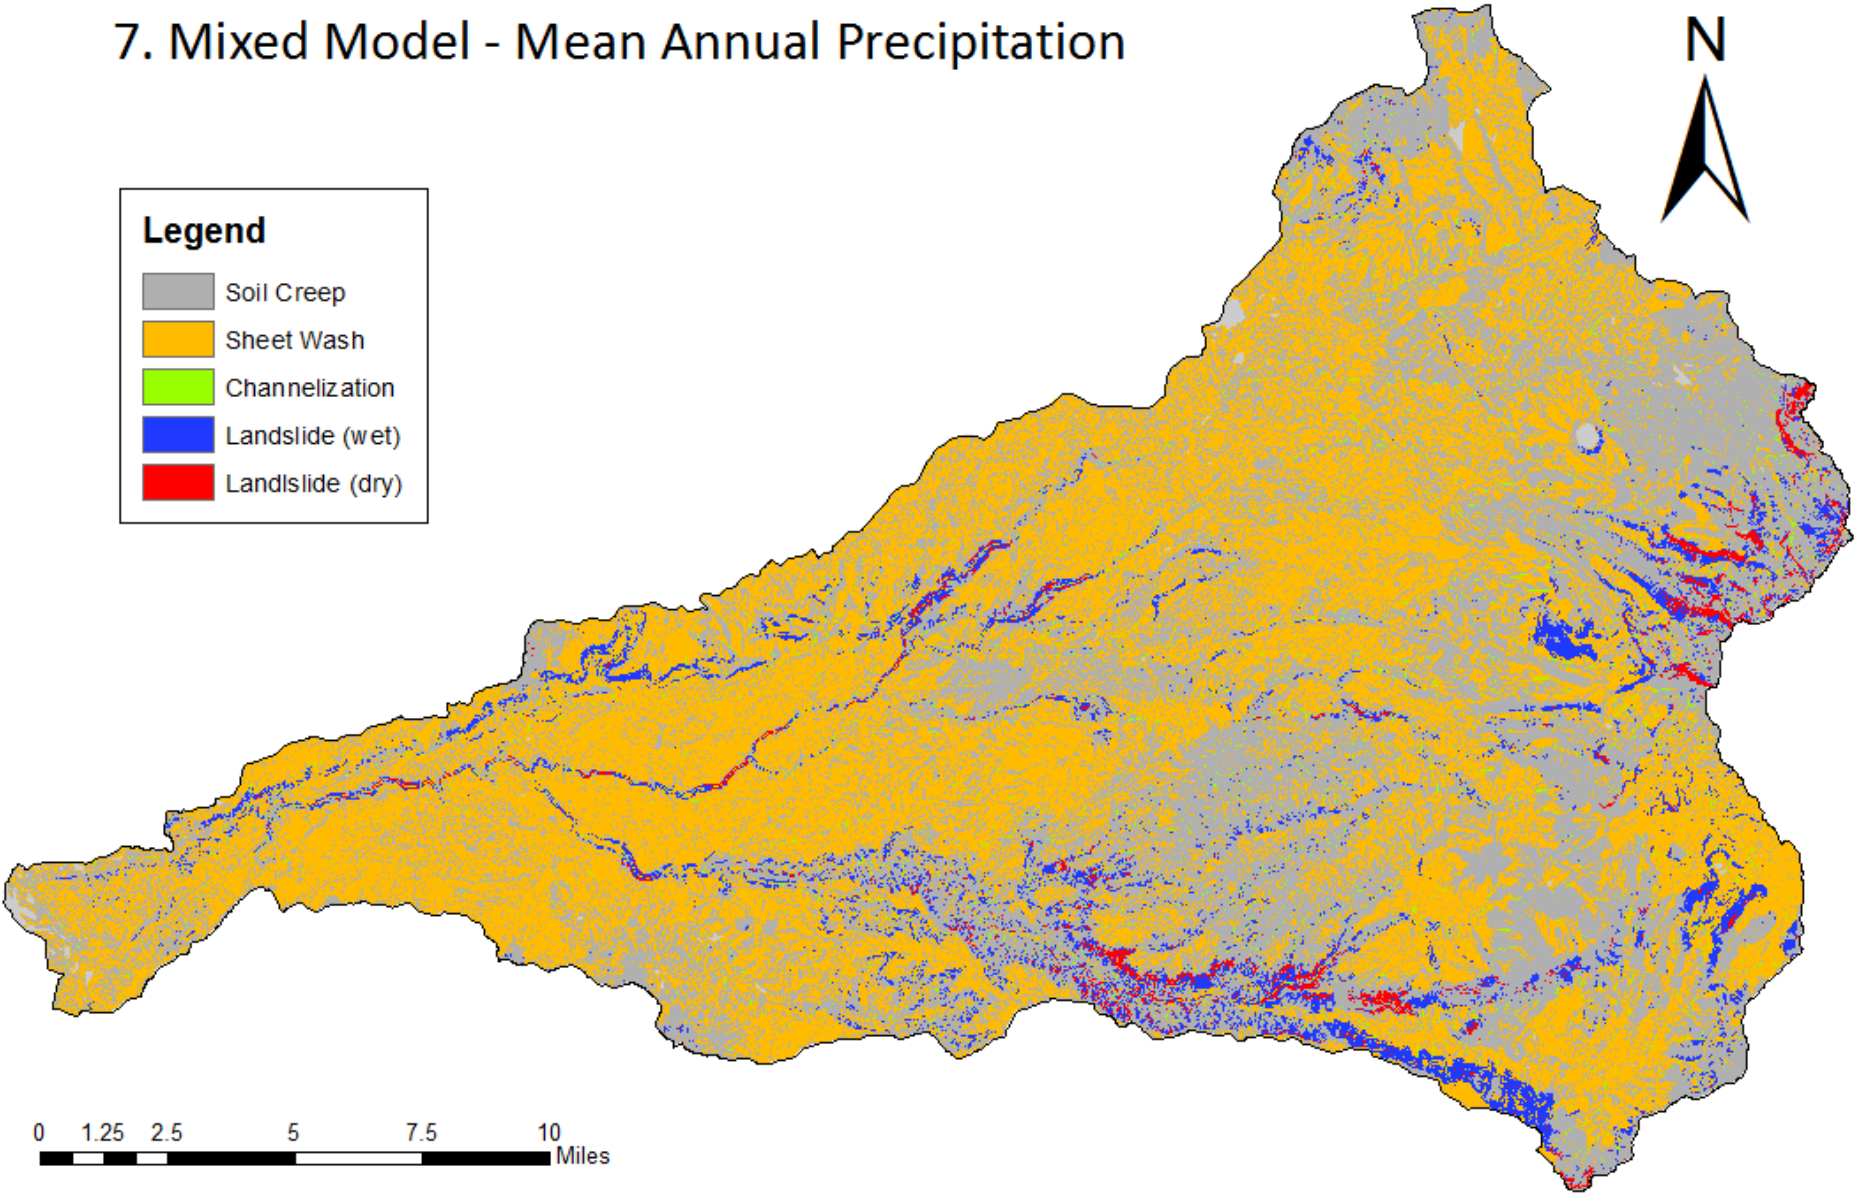 7. Mixed Model - Mean Annual Precipitation
N
Legend
Soil Creep
Sheet Wash
Channelization
Landslide (wet)
Landlslide (dry)
0 1.25 2.5 5 7.5 10
Miles